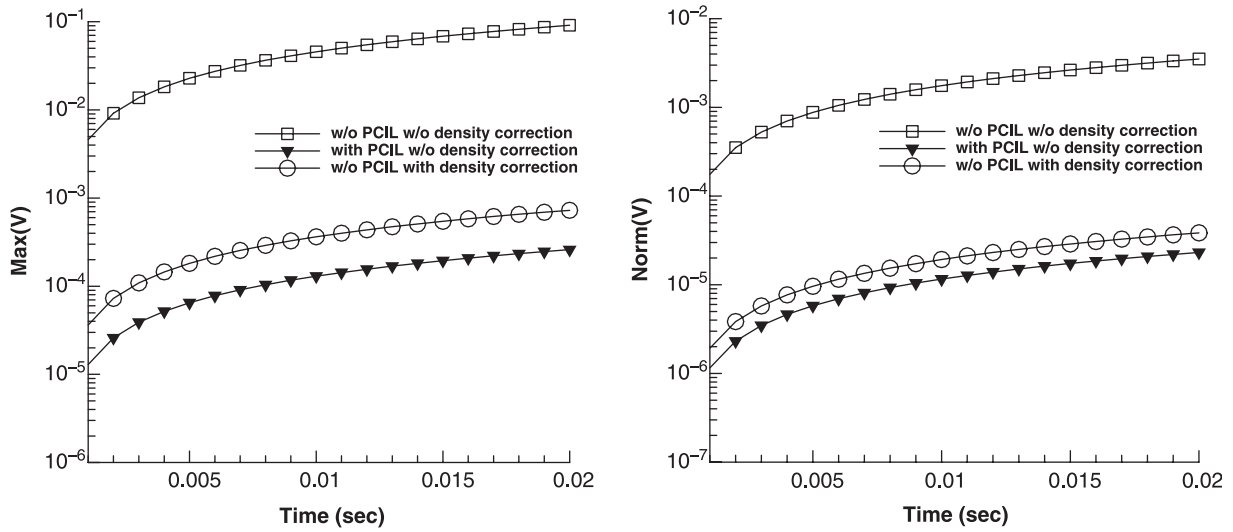 10⁻¹
10⁻²
10⁻³
10⁻⁴
10⁻⁵
10⁻⁶
Max(V)
w/o PCIL w/o density correction
with PCIL w/o density correction
w/o PCIL with density correction
0.005
0.01
0.015
0.02
Time (sec)
10⁻²
10⁻³
10⁻⁴
10⁻⁵
10⁻⁶
10⁻⁷
Norm(V)
w/o PCIL w/o density correction
with PCIL w/o density correction
w/o PCIL with density correction
0.005
0.01
0.015
0.02
Time (sec)